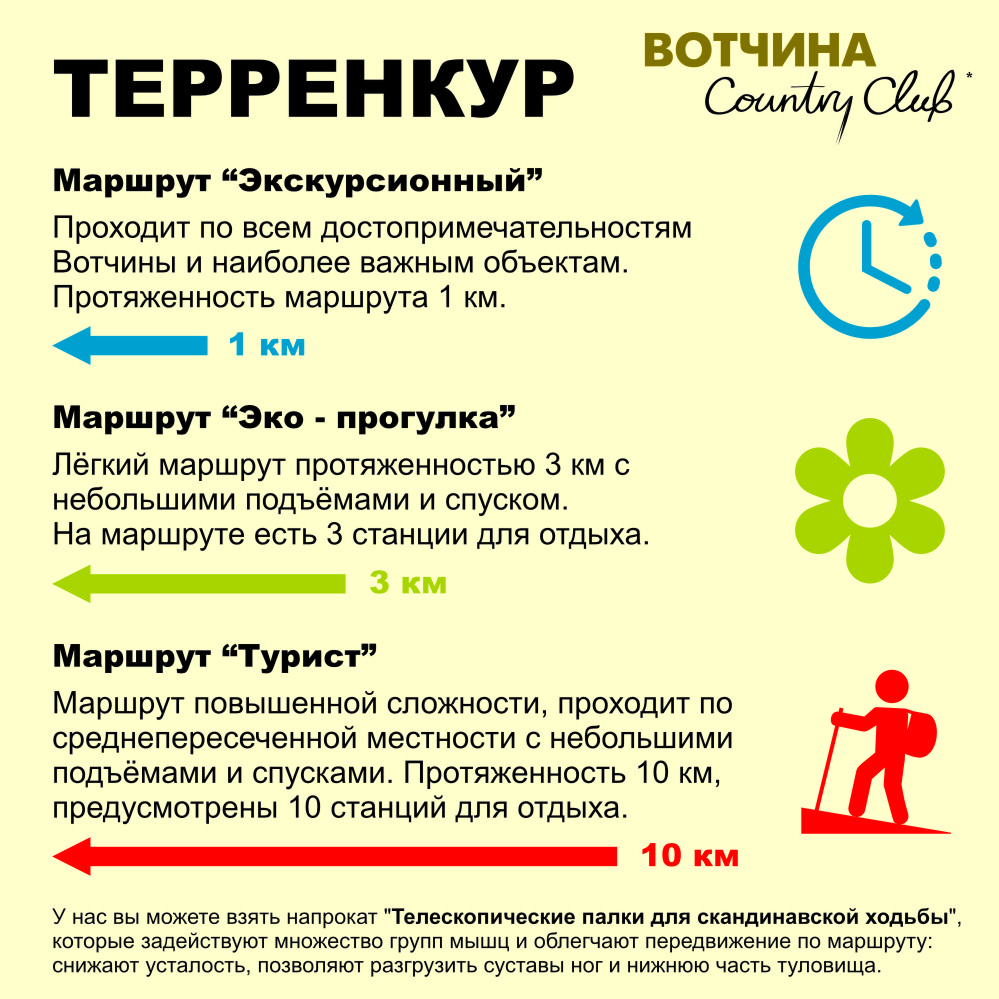 ТЕРРЕНКУР
ВОТЧИНА
Country Club*
Маршрут “Экскурсионный”
Проходит по всем достопримечательностям
Вотчины и наиболее важным объектам.
Протяженность маршрута 1 км.
1 км
Маршрут “Эко - прогулка”
Лёгкий маршрут протяженностью 3 км с
небольшими подъёмами и спуском.
На маршруте есть 3 станции для отдыха.
3 км
Маршрут “Турист”
Маршрут повышенной сложности, проходит по
среднепересеченной местности с небольшими
подъёмами и спусками. Протяженность 10 км,
предусмотрены 10 станций для отдыха.
10 км
У нас вы можете взять напрокат "Телескопические палки для скандинавской ходьбы",
которые задействуют множество групп мышц и облегчают передвижение по маршруту:
снижают усталость, позволяют разгрузить суставы ног и нижнюю часть туловища.